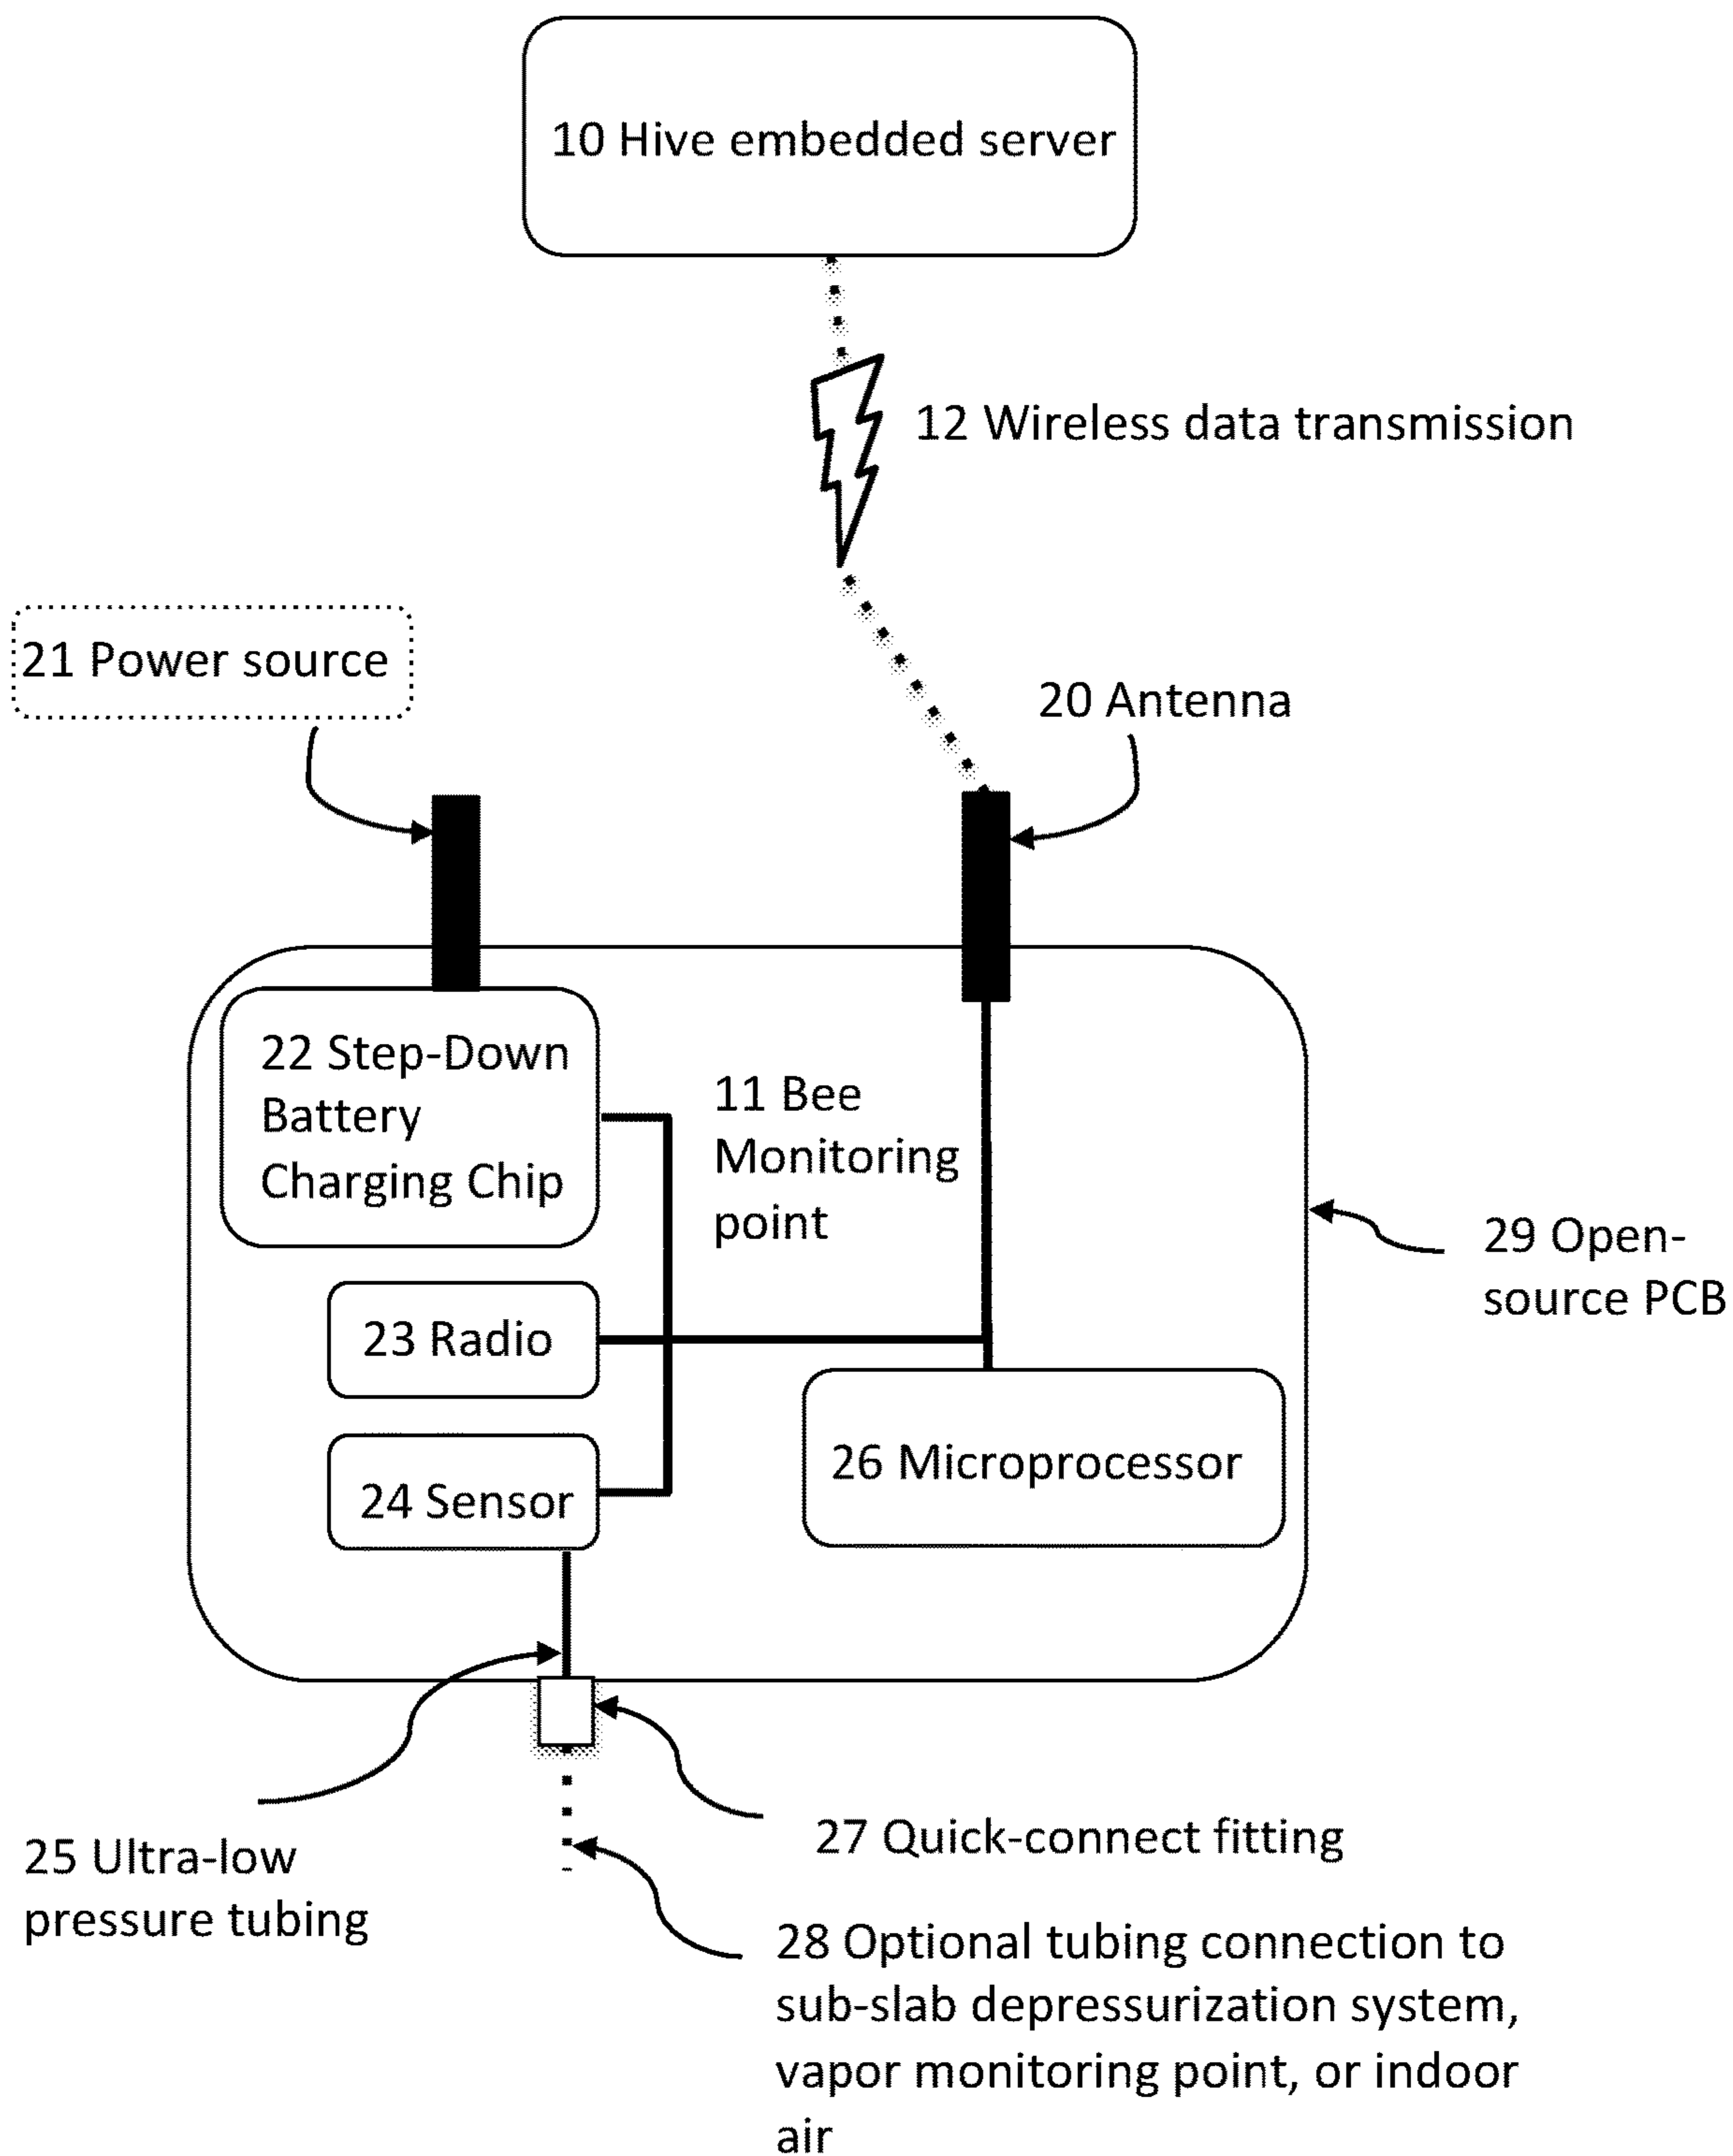 10 Hive embedded server
12 Wireless data transmission
21 Power source
20 Antenna
22 Step-Down
Battery
Charging Chip
11 Bee
Monitoring
point
29 Open-
source PCB
23 Radio
24 Sensor
26 Microprocessor
27 Quick-connect fitting
25 Ultra-low
pressure tubing
28 Optional tubing connection to
sub-slab depressurization system,
vapor monitoring point, or indoor
air